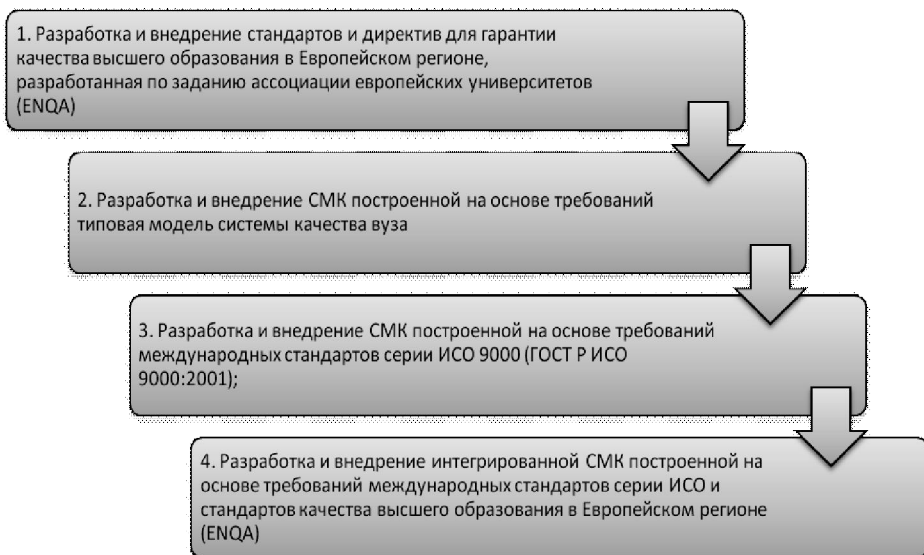 1. Разработка и внедрение стандартов и директив для гарантии
качества высшего образования в Европейском регионе,
разработанная по заданию ассоциации европейских университетов
(ENQA)
2. Разработка и внедрение СМК построенной на основе требований
типовая модель системы качества вуза
3. Разработка и внедрение СМК построенной на основе требований
международных стандартов серии ИСО 9000 (ГОСТ Р ИСО
9000:2001);
4. Разработка и внедрение интегрированной СМК построенной на
основе требований международных стандартов серии ИСО и
стандартов качества высшего образования в Европейском регионе
(ENQA)